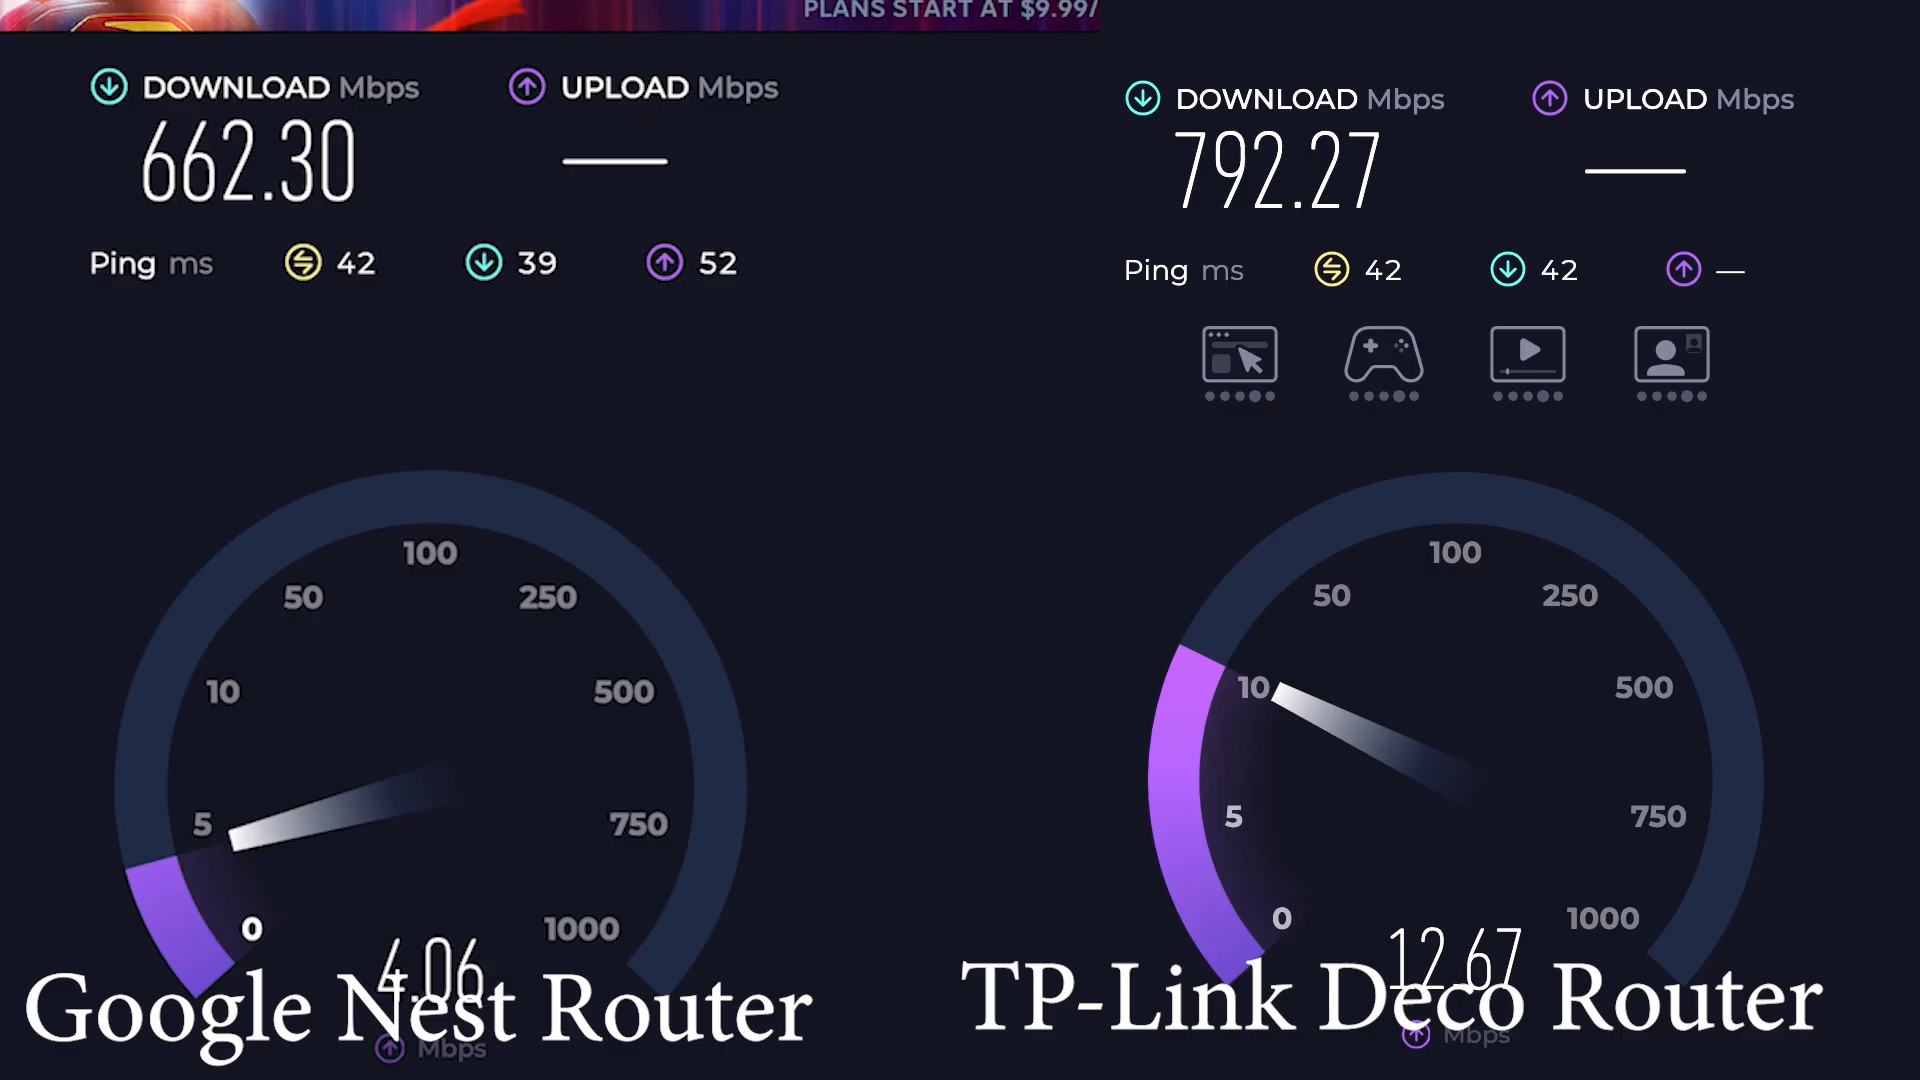 PLANS START AT $9.99/
DOWNLOAD Mbps
UPLOAD Mbps
662.30
Ping ms 42 39 52
100
50
250
10
500
5
750
0
1000
4.06
Mbps
Google Nest Router
DOWNLOAD Mbps
UPLOAD Mbps
792.27
Ping ms 42 42 —
100
50
250
10
500
5
750
0
1000
12.67
Mbps
TP-Link Deco Router